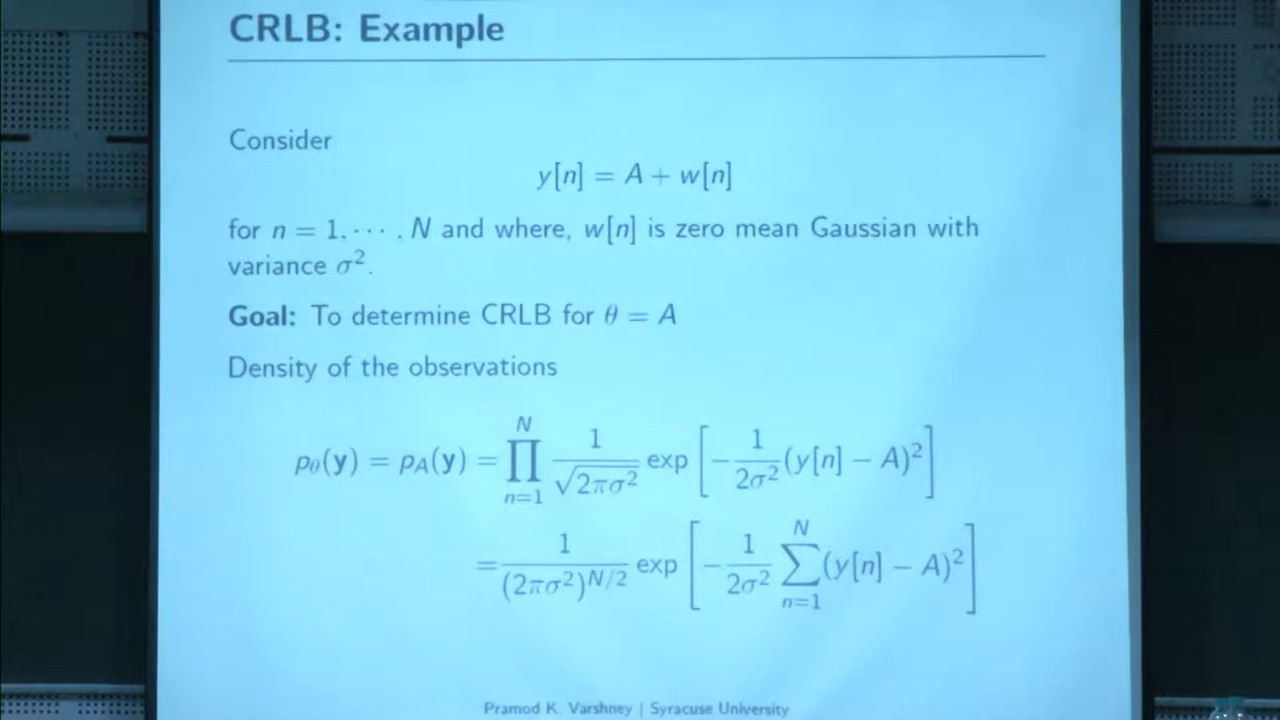 CRLB: Example
Consider
y[n] = A + w[n]
for n = 1, ⋯ , N and where, w[n] is zero mean Gaussian with
variance σ².
Goal: To determine CRLB for θ = A
Density of the observations
p_θ(y) = p_A(y) = ∏_{n=1}^{N} 1/√(2πσ²) exp [ −1/(2σ²) (y[n] − A)² ]
= 1/(2πσ²)^{N/2} exp [ −1/(2σ²) ∑_{n=1}^{N} (y[n] − A)² ]
Pramod K. Varshney | Syracuse University